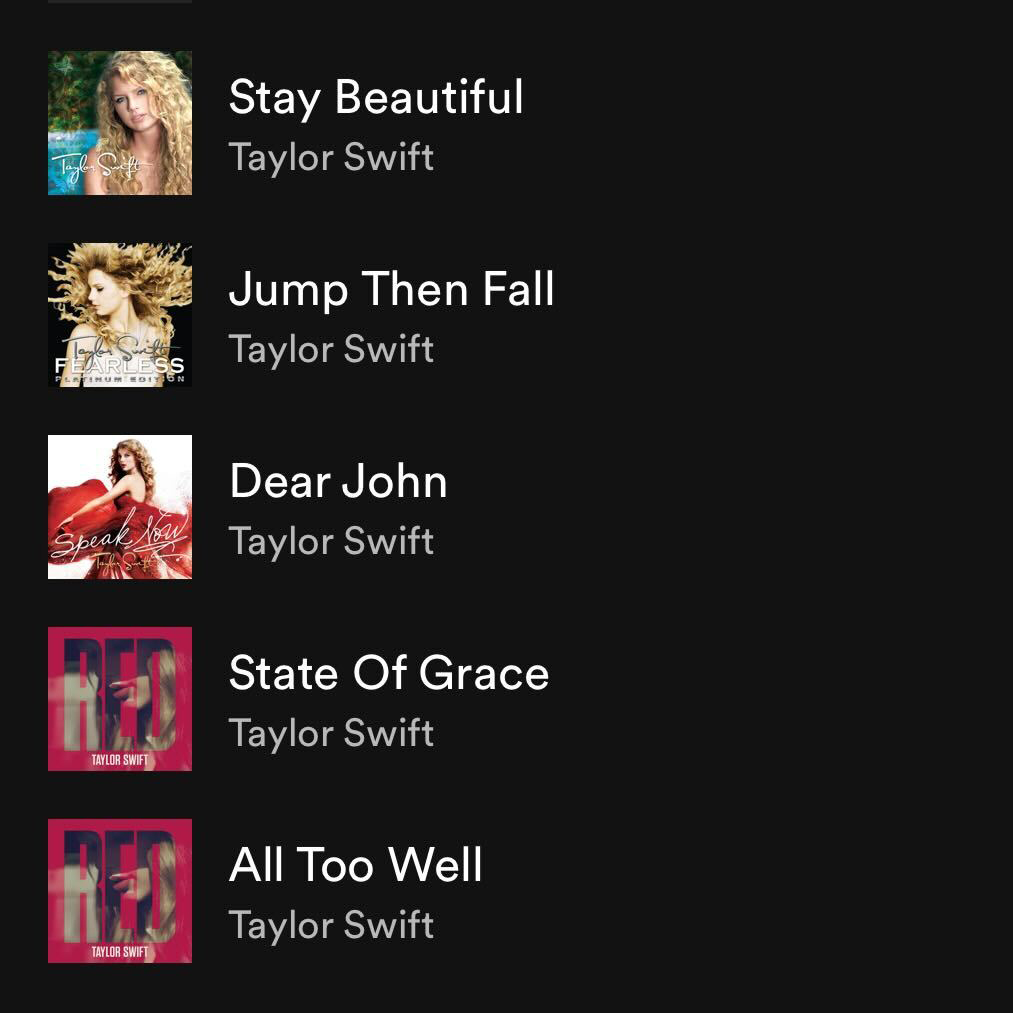 Taylor Swift
Stay Beautiful
Taylor Swift
Taylor Swift
FEARLESS
PLATINUM EDITION
Jump Then Fall
Taylor Swift
Speak Now
Taylor Swift
Dear John
Taylor Swift
RED
TAYLOR SWIFT
State Of Grace
Taylor Swift
RED
TAYLOR SWIFT
All Too Well
Taylor Swift